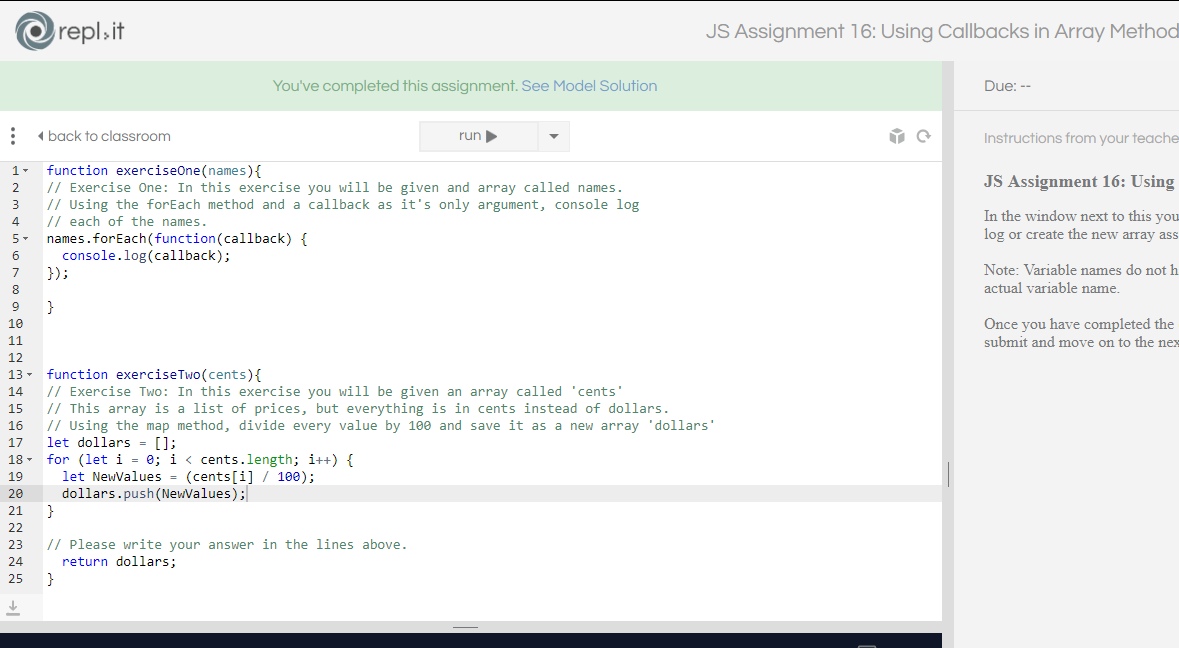 repl.it
JS Assignment 16: Using Callbacks in Array Method
You've completed this assignment. See Model Solution
Due: --
back to classroom
run
Instructions from your teache
JS Assignment 16: Using
In the window next to this you
log or create the new array ass
Note: Variable names do not h
actual variable name.
Once you have completed the
submit and move on to the nex
1 function exerciseOne(names){
2 // Exercise One: In this exercise you will be given and array called names.
3 // Using the forEach method and a callback as it's only argument, console log
4 // each of the names.
5 names.forEach(function(callback) {
6   console.log(callback);
7 });
8
9 }
10
11
12
13 function exerciseTwo(cents){
14 // Exercise Two: In this exercise you will be given an array called 'cents'
15 // This array is a list of prices, but everything is in cents instead of dollars.
16 // Using the map method, divide every value by 100 and save it as a new array 'dollars'
17 let dollars = [];
18 for (let i = 0; i < cents.length; i++) {
19   let NewValues = (cents[i] / 100);
20   dollars.push(NewValues);
21 }
22
23 // Please write your answer in the lines above.
24   return dollars;
25 }